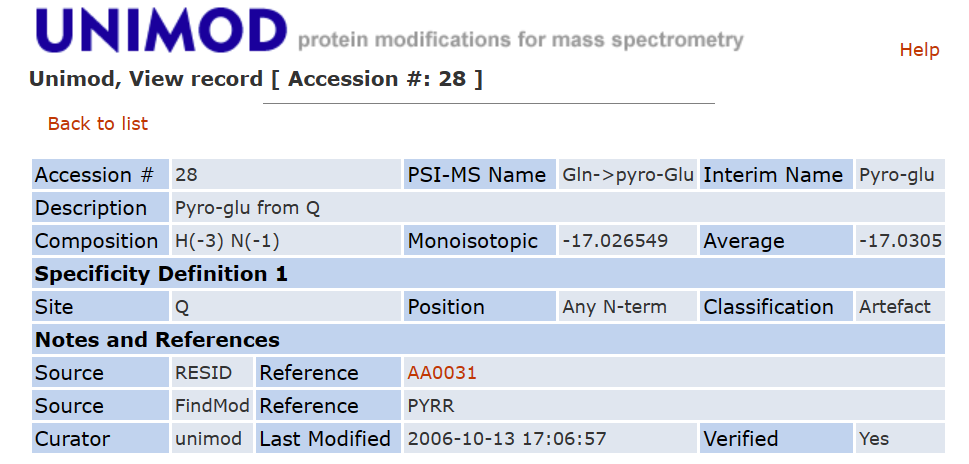 UNIMOD protein modifications for mass spectrometry
Help
Unimod, View record [ Accession #: 28 ]
Back to list
Accession # 28 PSI-MS Name Gln->pyro-Glu Interim Name Pyro-glu
Description Pyro-glu from Q
Composition H(-3) N(-1) Monoisotopic -17.026549 Average -17.0305
Specificity Definition 1
Site Q Position Any N-term Classification Artefact
Notes and References
Source RESID Reference AA0031
Source FindMod Reference PYRR
Curator unimod Last Modified 2006-10-13 17:06:57 Verified Yes